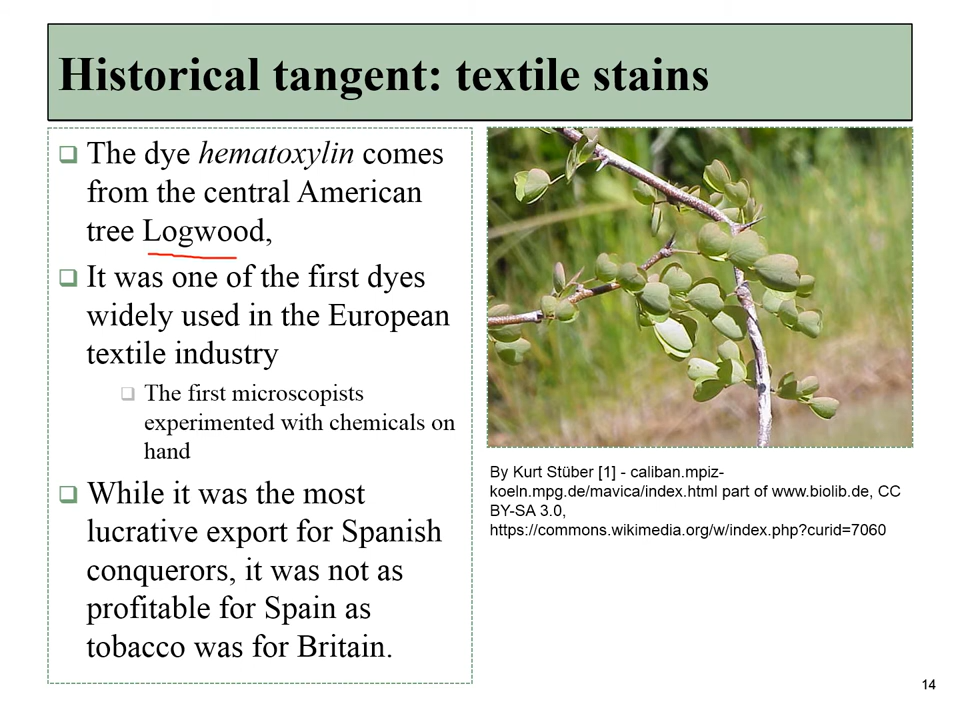 Historical tangent: textile stains
The dye hematoxylin comes
from the central American
tree Logwood,
It was one of the first dyes
widely used in the European
textile industry
The first microscopists
experimented with chemicals on
hand
While it was the most
lucrative export for Spanish
conquerors, it was not as
profitable for Spain as
tobacco was for Britain.
By Kurt Stüber [1] - caliban.mpiz-
koeln.mpg.de/mavica/index.html part of www.biolib.de, CC
BY-SA 3.0,
https://commons.wikimedia.org/w/index.php?curid=7060
14